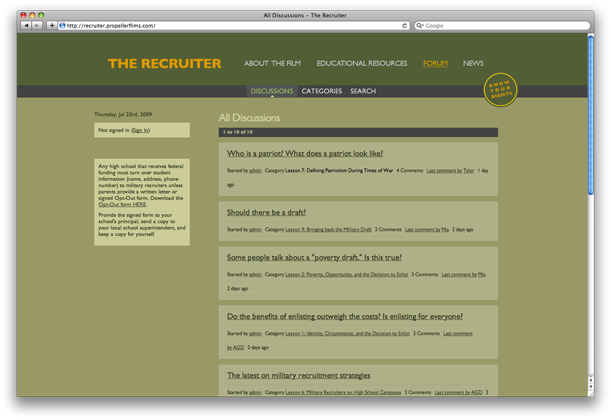 All Discussions – The Recruiter
http://recruiter.propellerfilms.com/
Google
THE RECRUITER
ABOUT THE FILM EDUCATIONAL RESOURCES FORUM NEWS
KNOW
YOUR
RIGHTS
DISCUSSIONS CATEGORIES SEARCH
Thursday, Jul 23rd, 2009
Not signed in (Sign In)
Any high school that receives federal
funding must turn over student
information (name, address, phone
number) to military recruiters unless
parents provide a written letter or
signed Opt-Out form. Download the
Opt-Out form HERE.
Provide the signed form to your
school's principal, send a copy to
your local school superintendent, and
keep a copy for yourself.
All Discussions
1 to 10 of 10
Who is a patriot? What does a patriot look like?
Started by admin Category Lesson 7: Defining Patriotism During Times of War 4 Comments Last comment by Tyler 1 day
ago
Should there be a draft?
Started by admin Category Lesson 9: Bringing back the Military Draft 2 Comments Last comment by Mia 2 days ago
Some people talk about a "poverty draft." Is this true?
Started by admin Category Lesson 2: Poverty, Opportunity, and the Decision to Enlist 3 Comments Last comment by Mia
2 days ago
Do the benefits of enlisting outweigh the costs? Is enlisting for everyone?
Started by admin Category Lesson 1: Identity, Circumstance, and the Decision to Enlist 2 Comments Last comment
by AGD 2 days ago
The latest on military recruitment strategies
Started by admin Category Lesson 6: Military Recruiters on High School Campuses 2 Comments Last comment by AGD 2